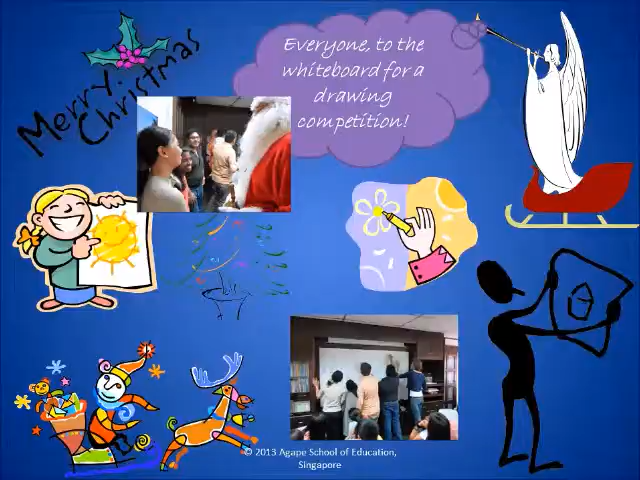 Merry
Christmas
Everyone, to the
whiteboard for a
drawing
competition!
© 2013 Agape School of Education,
Singapore